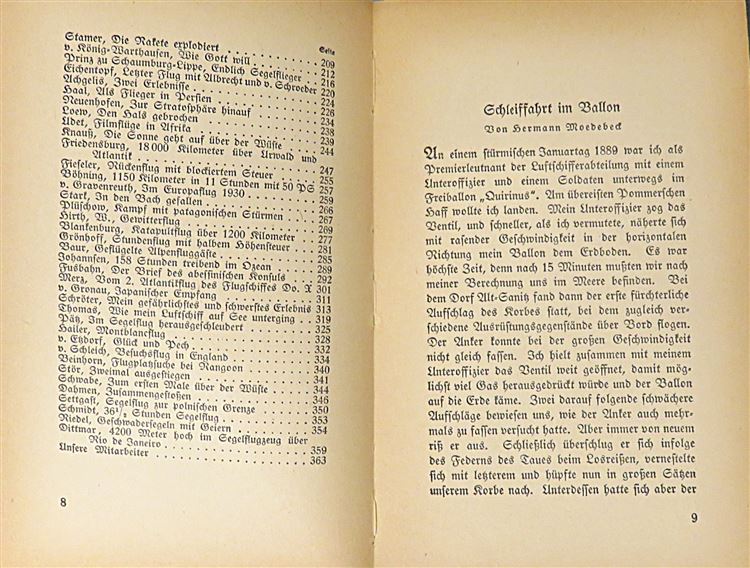 Seite
Stamer, Die Rakete explodiert . . . . . . . . . 209
v. König-Warthausen, Wie Gott will . . . . . . . . 212
Prinz zu Schaumburg-Lippe, Endlich Segelflieger . . . 216
Eichentopf, Letzter Flug mit Albrecht und v. Schroeder 220
Achgelis, Zwei Erlebnisse . . . . . . . . . 224
Haal, Als Flieger in Persien . . . . . . . . . 226
Neuenhofen, Zur Stratosphäre hinauf . . . . . . . 234
Loew, Den Hals gebrochen . . . . . . . . . 238
Udet, Filmflüge in Afrika . . . . . . . . . 239
Knauß, Die Sonne geht auf über der Wüste . . . . . 244
Friedensburg, 18 000 Kilometer über Urwald und
Atlantik . . . . . . . . . 247
Fieseler, Rückenflug mit blockiertem Steuer . . . . . 255
Böhning, 1150 Kilometer in 11 Stunden mit 50 PS 257
v. Gravenreuth, Im Europaflug 1930 . . . . . . . 259
Stark, In den Bach gefallen . . . . . . . . . 266
Plüschow, Kampf mit patagonischen Stürmen . . . . 267
Hirth, W., Gewitterflug . . . . . . . . .
Blankenburg, Katapultflug über 1200 Kilometer . . . . 277
Grönhoff, Stundenflug mit halbem Höhensteuer . . . . 281
Baur, Geflügelte Alpenfluggäste . . . . . . . . . 285
Johannsen, 158 Stunden treibend im Ozean . . . . . 289
Fusbahn, Der Brief des abessinischen Konsuls . . . . 292
Merz, Vom 2. Atlantikflug des Flugschiffes Do. X 301
v. Gronau, Japanischer Empfang . . . . . . . . . 311
Schröter, Mein gefährlichstes und schwerstes Erlebnis 313
Thomas, Wie mein Luftschiff auf See unterging . . . 319
Pätz, Im Segelflug herausgeschleudert . . . . . . . 325
Hailer, Montblancflug . . . . . . . . . 328
v. Etzdorf, Glück und Pech . . . . . . . . . 332
v. Schleich, Besuchsflug in England . . . . . . . 334
Beinhorn, Flugplatzsuche bei Rangoon . . . . . . . 340
Stör, Zweimal ausgestiegen . . . . . . . . . 341
Schwabe, Zum ersten Male über der Wüste . . . . . 344
Dahmen, Zusammengestoßen . . . . . . . . . 346
Settgast, Segelflug zur polnischen Grenze . . . . . 350
Schmidt, 36½ Stunden Segelflug . . . . . . . . . 353
Riedel, Geschwadersegeln mit Geiern . . . . . . . 354
Dittmar, 4200 Meter hoch im Segelflugzeug über
Rio de Janeiro . . . . . . . . . 359
Unsere Mitarbeiter . . . . . . . . . 363
8
Schleiffahrt im Ballon
Von Hermann Moedebeck
An einem stürmischen Januartag 1889 war ich als
Premierleutnant der Luftschifferabteilung mit einem
Unteroffizier und einem Soldaten unterwegs im
Freiballon „Quirinus“. Am übereisten Pommerschen
Haff wollte ich landen. Mein Unteroffizier zog das
Ventil, und schneller, als ich vermutete, näherte sich
mit rasender Geschwindigkeit in der horizontalen
Richtung mein Ballon dem Erdboden. Es war
höchste Zeit, denn nach 15 Minuten mußten wir nach
meiner Berechnung uns im Meere befinden. Bei
dem Dorf Alt-Sanitz fand dann der erste fürchterliche
Aufschlag des Korbes statt, bei dem zugleich ver-
schiedene Ausrüstungsgegenstände über Bord flogen.
Der Anker konnte bei der großen Geschwindigkeit
nicht gleich fassen. Ich hielt zusammen mit meinem
Unteroffizier das Ventil weit geöffnet, damit mög-
lichst viel Gas herausgedrückt würde und der Ballon
auf die Erde käme. Zwei darauf folgende schwächere
Aufschläge bewiesen uns, wie der Anker auch mehr-
mals zu fassen versucht hatte. Aber immer von neuem
riß er aus. Schließlich überschlug er sich infolge
des Federns des Taues beim Losreißen, vernestelte
sich mit letzterem und hüpfte nun in großen Sätzen
unserem Korbe nach. Unterdessen hatte sich aber der
9